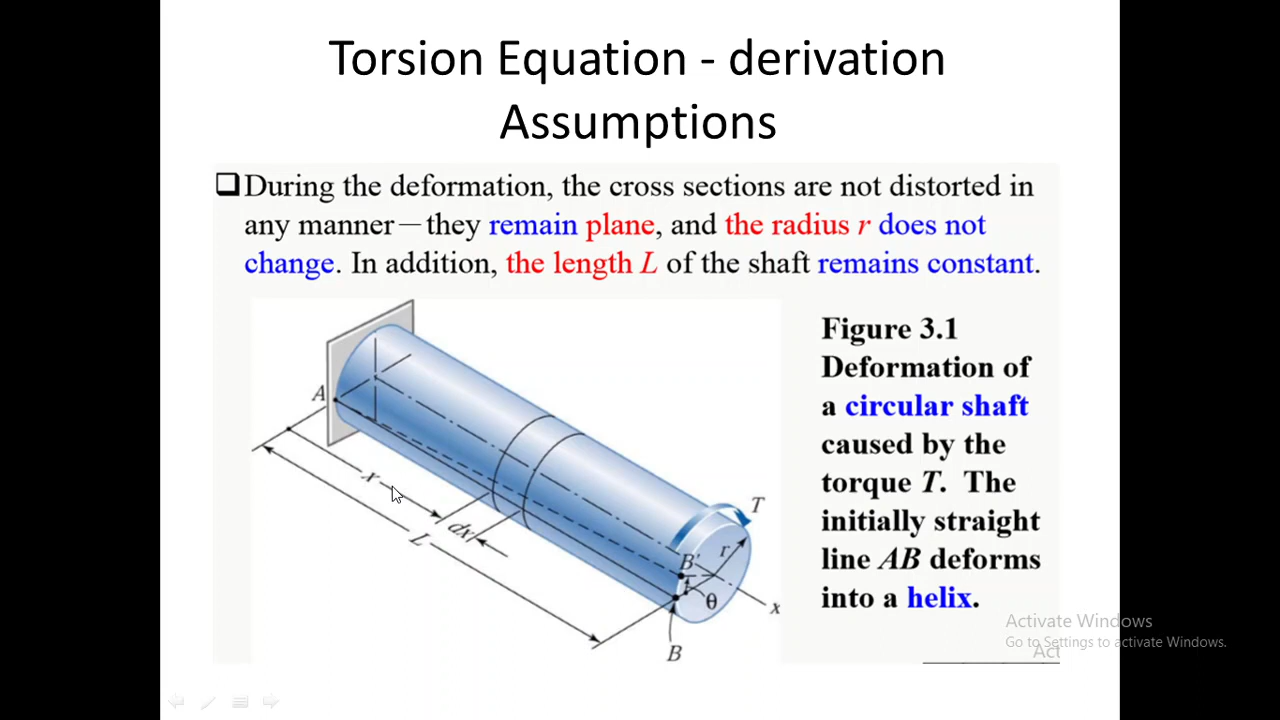 Torsion Equation - derivation
Assumptions
During the deformation, the cross sections are not distorted in
any manner—they remain plane, and the radius r does not
change. In addition, the length L of the shaft remains constant.
Figure 3.1
Deformation of
a circular shaft
caused by the
torque T. The
initially straight
line AB deforms
into a helix.
A
x
dx
L
T
r
B'
θ
x
B
Activate Windows
Go to Settings to activate Windows.
Act